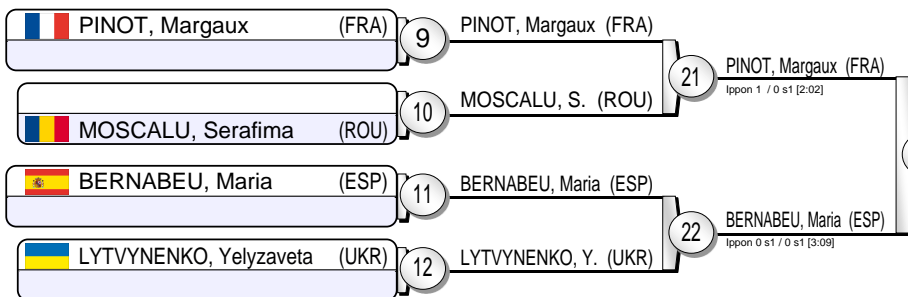 PINOT, Margaux (FRA)
9
PINOT, Margaux (FRA)
21
PINOT, Margaux (FRA)
Ippon 1 / 0 s1 [2:02]
10
MOSCALU, S. (ROU)
MOSCALU, Serafima (ROU)
BERNABEU, Maria (ESP)
11
BERNABEU, Maria (ESP)
22
BERNABEU, Maria (ESP)
Ippon 0 s1 / 0 s1 [3:09]
LYTVYNENKO, Yelyzaveta (UKR)
12
LYTVYNENKO, Y. (UKR)